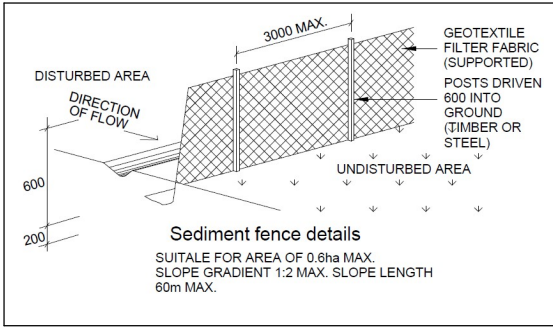 3000 MAX.
GEOTEXTILE
FILTER FABRIC
(SUPPORTED)
DISTURBED AREA
POSTS DRIVEN
600 INTO
GROUND
(TIMBER OR
STEEL)
DIRECTION
OF FLOW
UNDISTURBED AREA
600
200
Sediment fence details
SUITALE FOR AREA OF 0.6ha MAX.
SLOPE GRADIENT 1:2 MAX. SLOPE LENGTH
60m MAX.